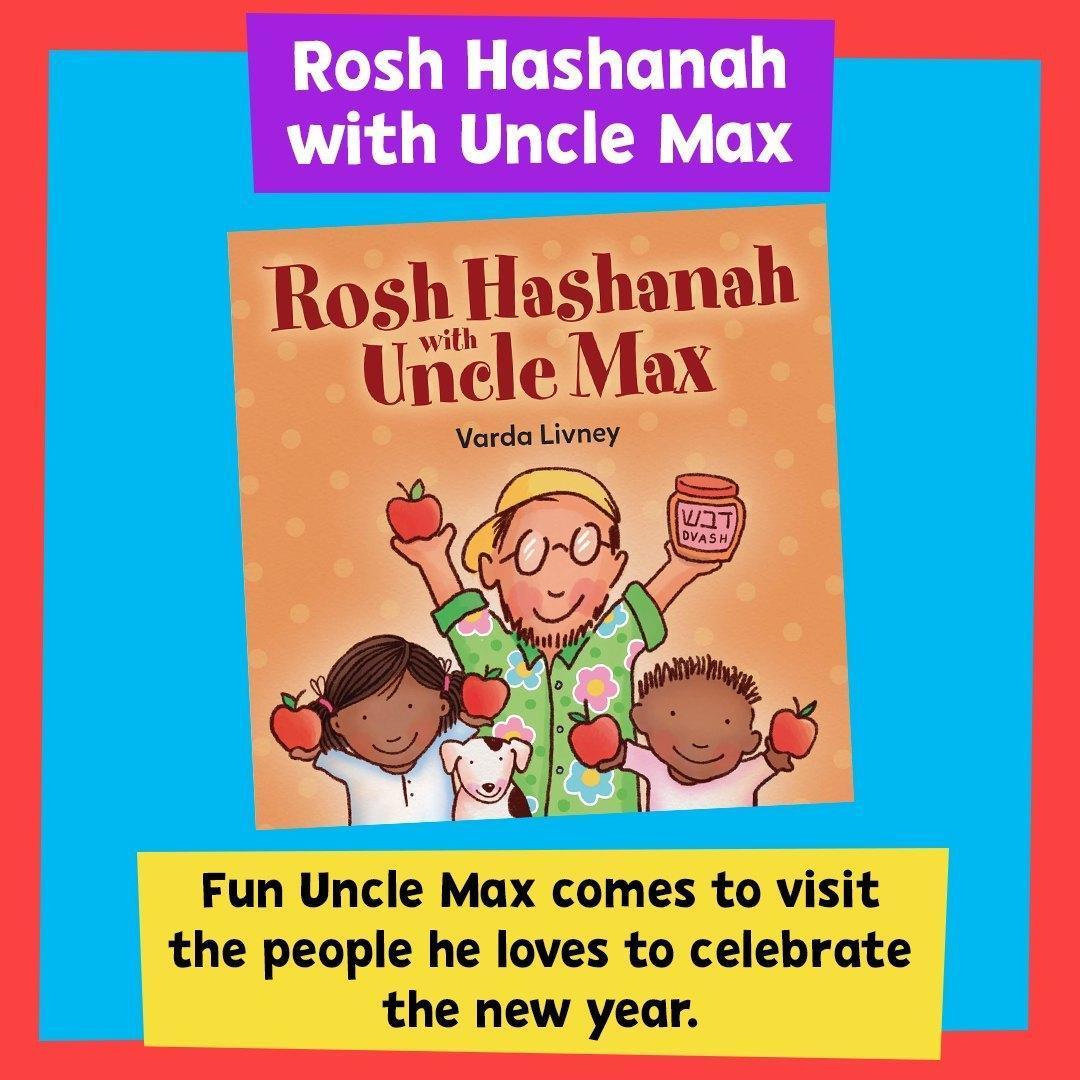 Rosh Hashanah
with Uncle Max
Rosh Hashanah
with
Uncle Max
Varda Livney
דבש
DVASH
Fun Uncle Max comes to visit
the people he loves to celebrate
the new year.